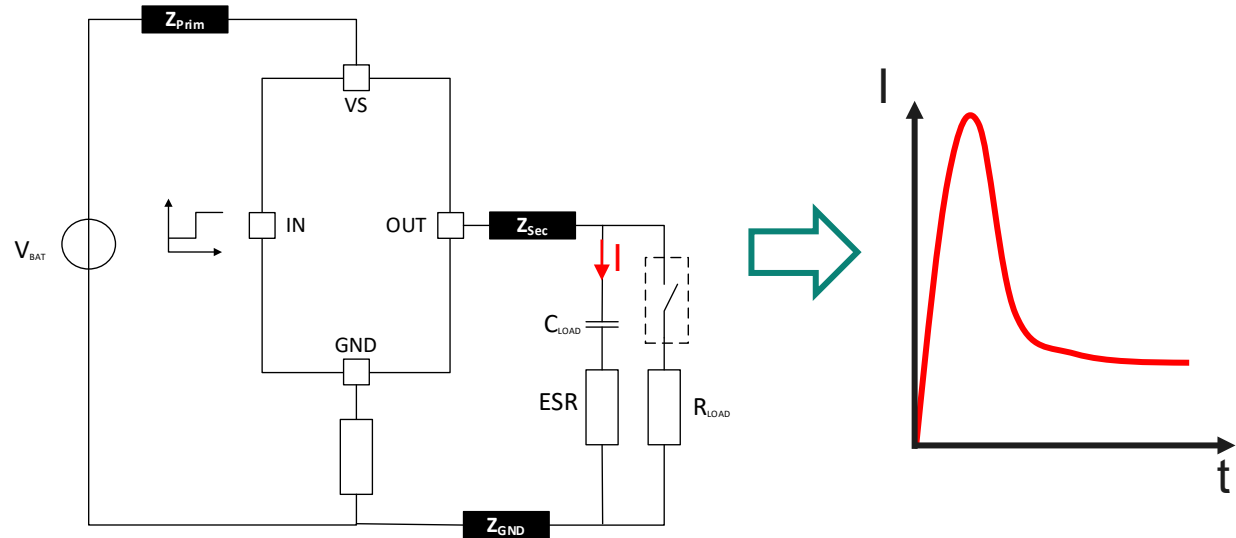 Z_Prim
VS
IN
OUT
Z_Sec
V_BAT
I
C_LOAD
GND
ESR
R_LOAD
Z_GND
I
t